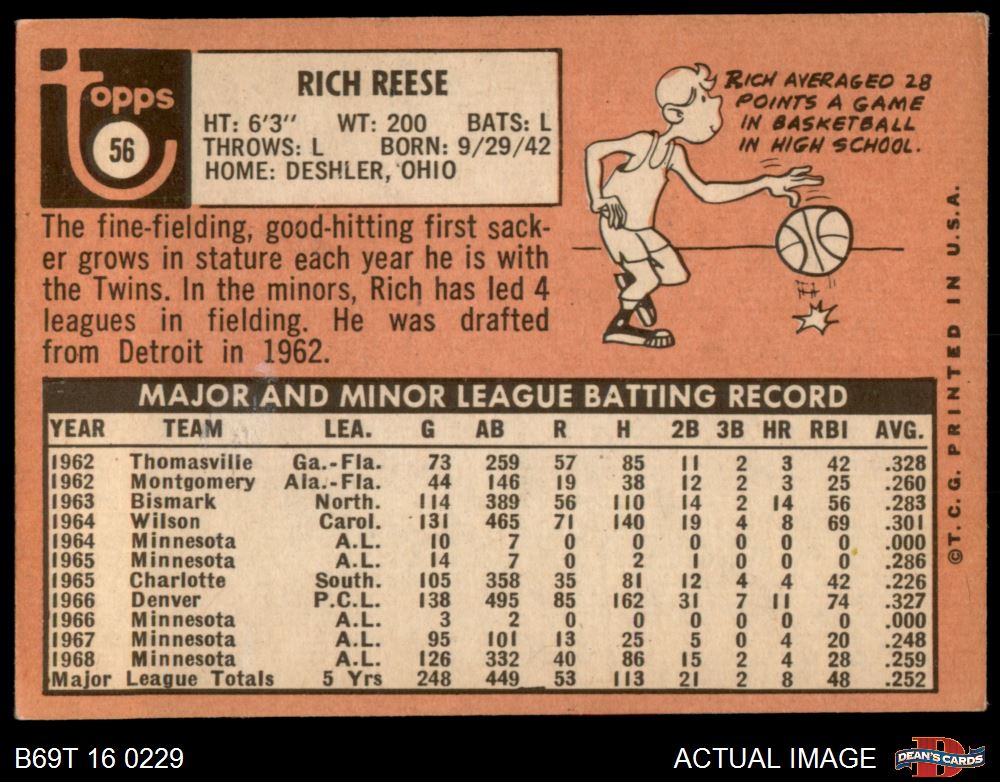 topps
56
RICH REESE
HT: 6'3" WT: 200 BATS: L
THROWS: L BORN: 9/29/42
HOME: DESHLER, OHIO
RICH AVERAGED 28
POINTS A GAME
IN BASKETBALL
IN HIGH SCHOOL.
The fine-fielding, good-hitting first sack-
er grows in stature each year he is with
the Twins. In the minors, Rich has led 4
leagues in fielding. He was drafted
from Detroit in 1962.
MAJOR AND MINOR LEAGUE BATTING RECORD
YEAR TEAM LEA. G AB R H 2B 3B HR RBI AVG.
1962 Thomasville Ga.-Fla. 73 259 57 85 11 2 3 42 .328
1962 Montgomery Ala.-Fla. 44 146 19 38 12 2 3 25 .260
1963 Bismark North. 114 389 56 110 14 2 14 56 .283
1964 Wilson Carol. 131 465 71 140 19 4 8 69 .301
1964 Minnesota A.L. 10 7 0 0 0 0 0 0 .000
1965 Minnesota A.L. 14 7 0 2 1 0 0 0 .286
1965 Charlotte South. 105 358 35 81 12 4 4 42 .226
1966 Denver P.C.L. 138 495 85 162 31 7 11 74 .327
1966 Minnesota A.L. 3 2 0 0 0 0 0 0 .000
1967 Minnesota A.L. 95 101 13 25 5 0 4 20 .248
1968 Minnesota A.L. 126 332 40 86 15 2 4 28 .259
Major League Totals 5 Yrs 248 449 53 113 21 2 8 48 .252
©T.C.G. PRINTED IN U.S.A.
B69T 16 0229
ACTUAL IMAGE
D
DEAN'S CARDS